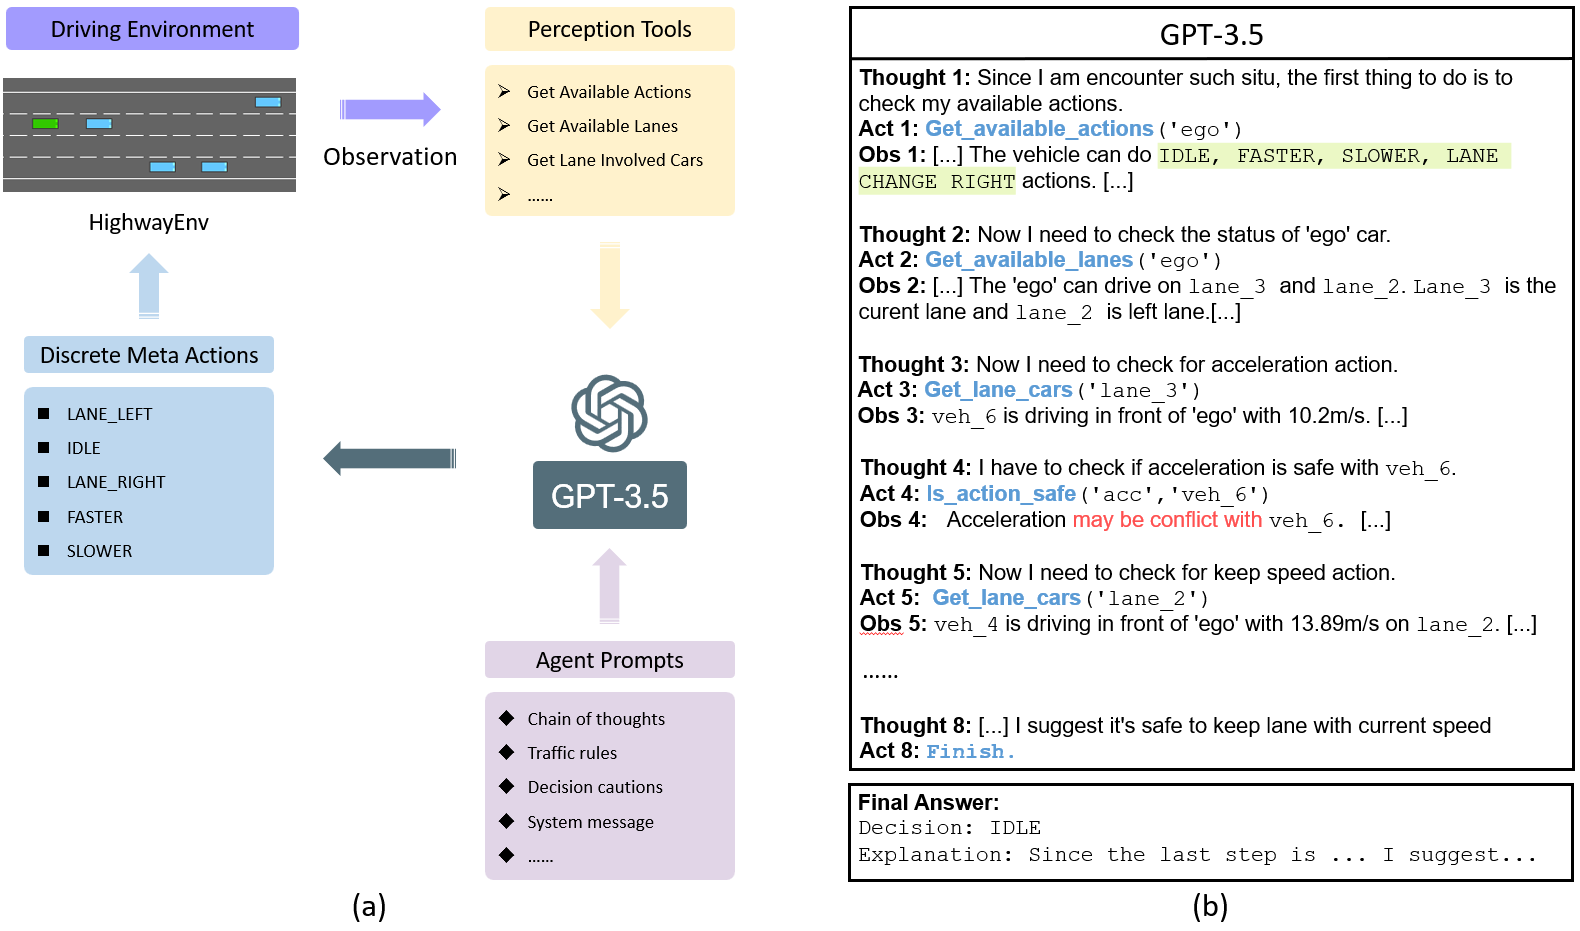 Driving Environment
HighwayEnv
Observation
Perception Tools
Get Available Actions
Get Available Lanes
Get Lane Involved Cars
......
Discrete Meta Actions
LANE_LEFT
IDLE
LANE_RIGHT
FASTER
SLOWER
GPT-3.5
Agent Prompts
Chain of thoughts
Traffic rules
Decision cautions
System message
......
(a)
GPT-3.5
Thought 1: Since I am encounter such situ, the first thing to do is to
check my available actions.
Act 1: Get_available_actions('ego')
Obs 1: [...] The vehicle can do IDLE, FASTER, SLOWER, LANE
CHANGE RIGHT actions. [...]
Thought 2: Now I need to check the status of 'ego' car.
Act 2: Get_available_lanes('ego')
Obs 2: [...] The 'ego' can drive on lane_3 and lane_2. Lane_3 is the
curent lane and lane_2 is left lane.[...]
Thought 3: Now I need to check for acceleration action.
Act 3: Get_lane_cars('lane_3')
Obs 3: veh_6 is driving in front of 'ego' with 10.2m/s. [...]
Thought 4: I have to check if acceleration is safe with veh_6.
Act 4: Is_action_safe('acc','veh_6')
Obs 4: Acceleration may be conflict with veh_6. [...]
Thought 5: Now I need to check for keep speed action.
Act 5: Get_lane_cars('lane_2')
Obs 5: veh_4 is driving in front of 'ego' with 13.89m/s on lane_2. [...]
......
Thought 8: [...] I suggest it's safe to keep lane with current speed
Act 8: Finish.
Final Answer:
Decision: IDLE
Explanation: Since the last step is ... I suggest...
(b)